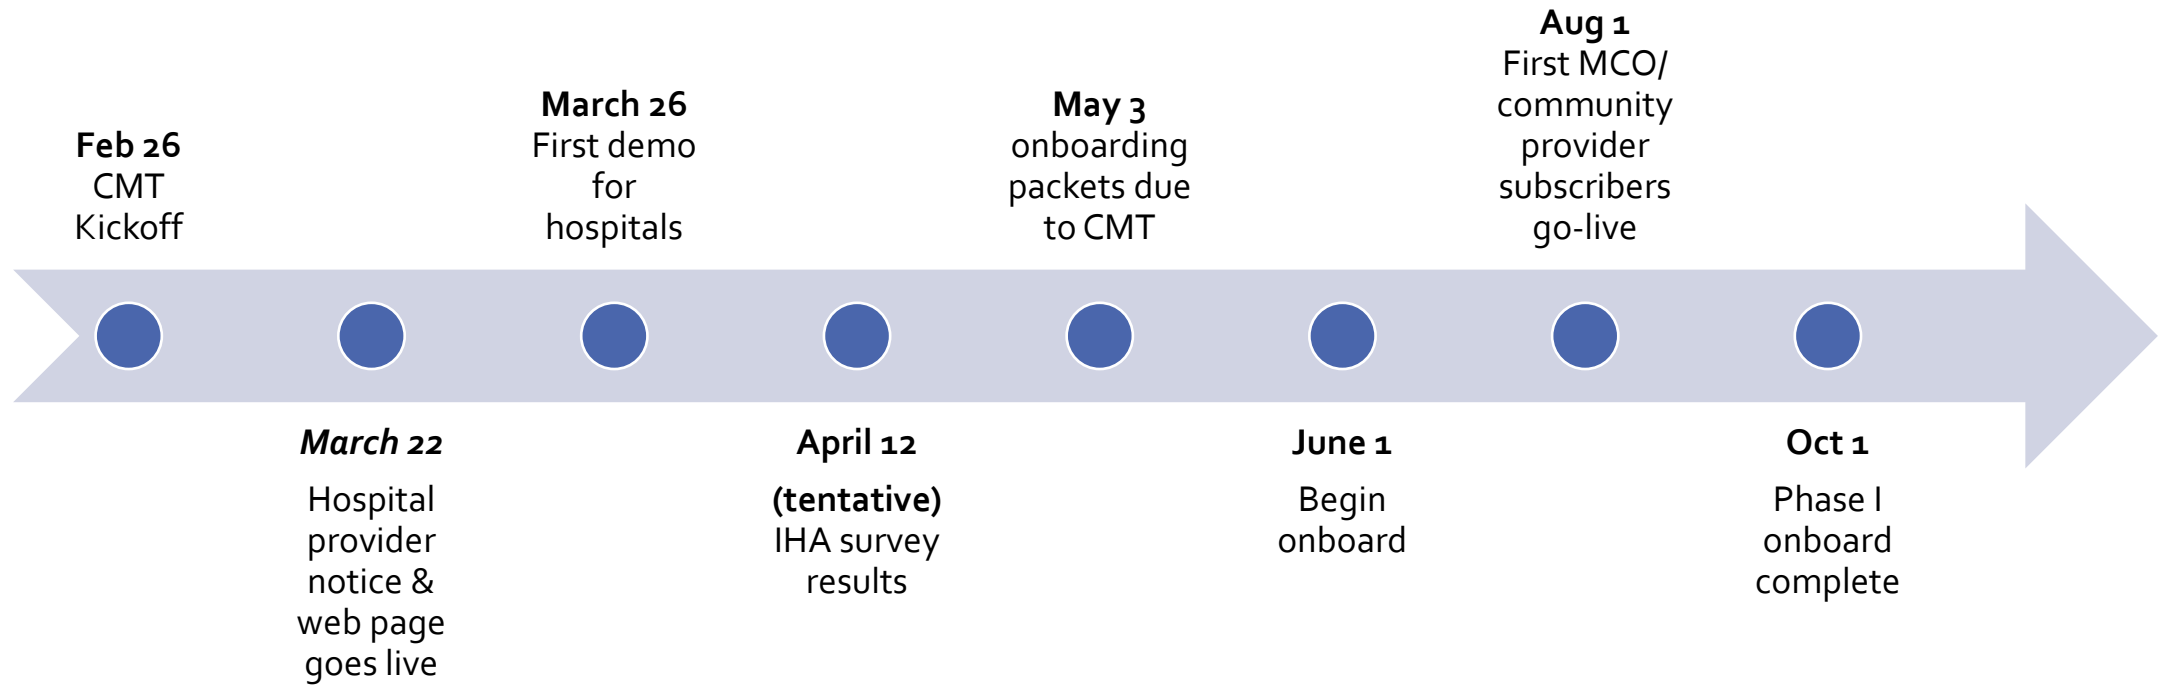 Feb 26
CMT
Kickoff
March 22
Hospital
provider
notice &
web page
goes live
March 26
First demo
for
hospitals
April 12
(tentative)
IHA survey
results
May 3
onboarding
packets due
to CMT
June 1
Begin
onboard
Aug 1
First MCO/
community
provider
subscribers
go-live
Oct 1
Phase I
onboard
complete